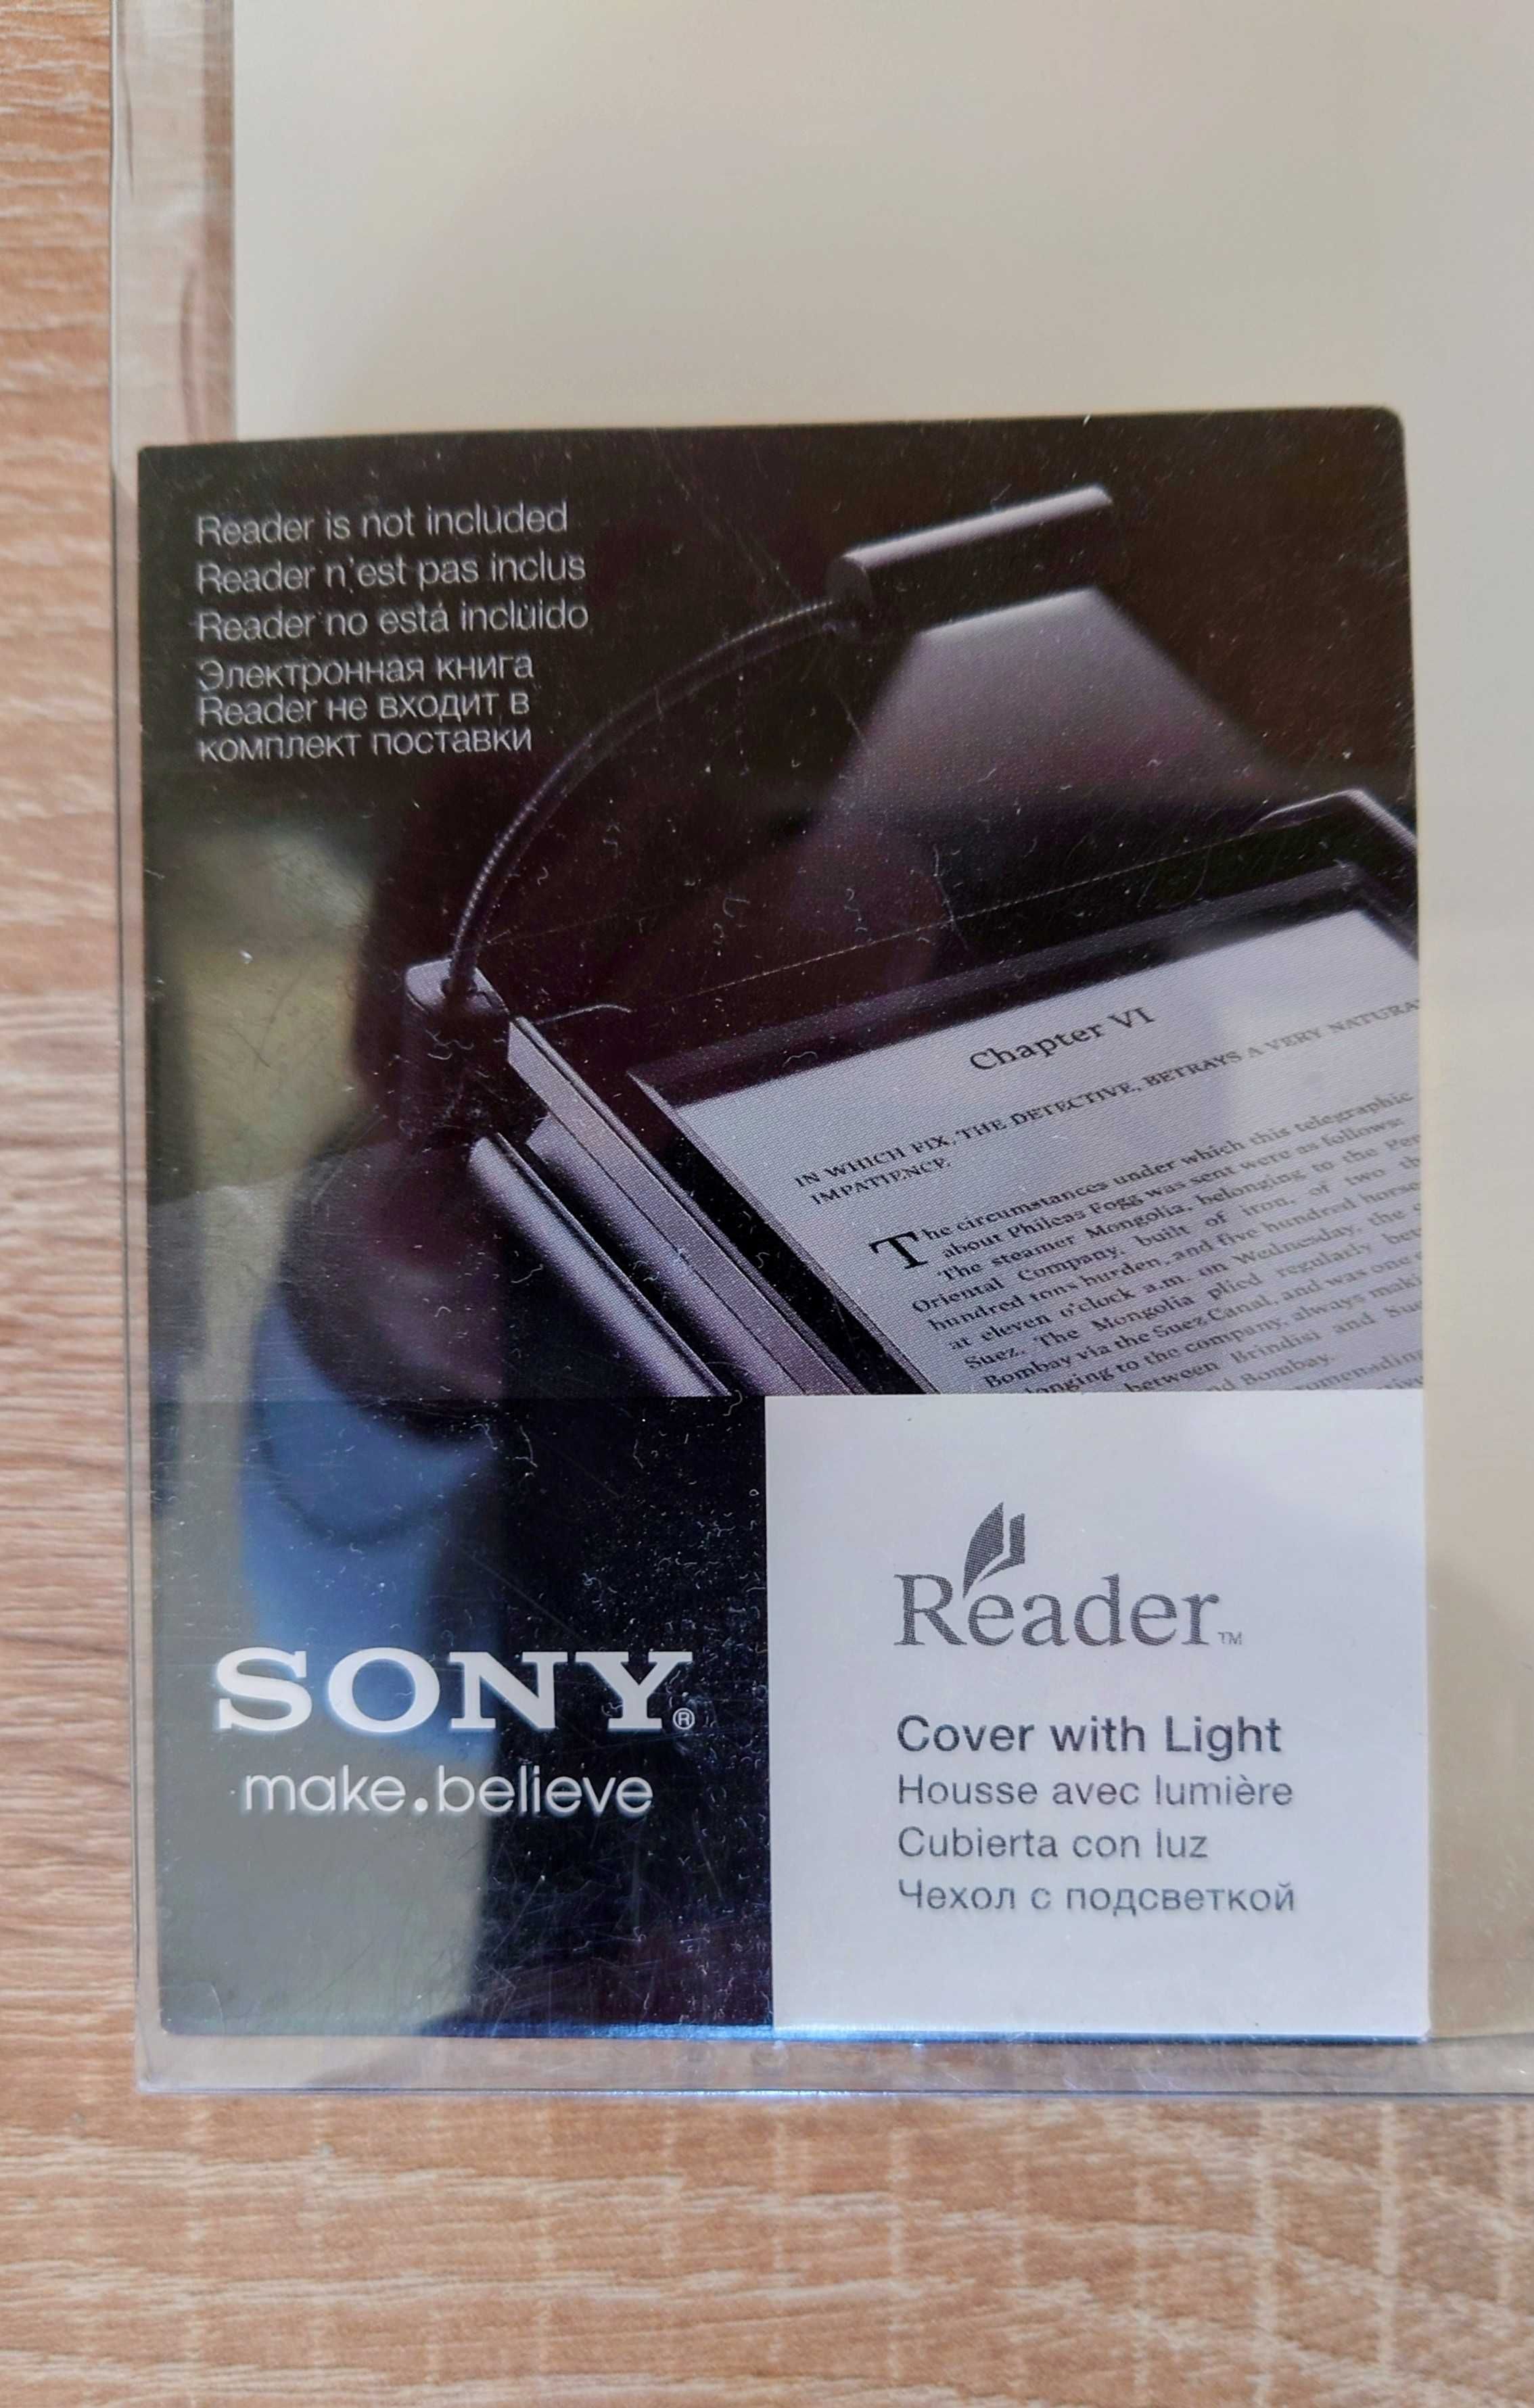 Reader is not included
Reader n'est pas inclus
Reader no está incluido
Электронная книга
Reader не входит в
комплект поставки
Chapter VI
IN WHICH FIX, THE DETECTIVE, BETRAYS A VERY
IMPATIENCE.
The circumstances under which this telegraphic
about Phileas Fogg was sent were as follows:
The steamer Mongolia, belonging to the
Oriental Company, built of iron, of two
hundred tons burden, and five hundred
at eleven o'clock a.m. on Wednesday, the
Suez. The Mongolia plied regularly
Bombay via the Suez Canal, and was one
to the company, always
between Brindisi and
Bombay.
SONY®
make.believe
Reader™
Cover with Light
Housse avec lumière
Cubierta con luz
Чехол с подсветкой